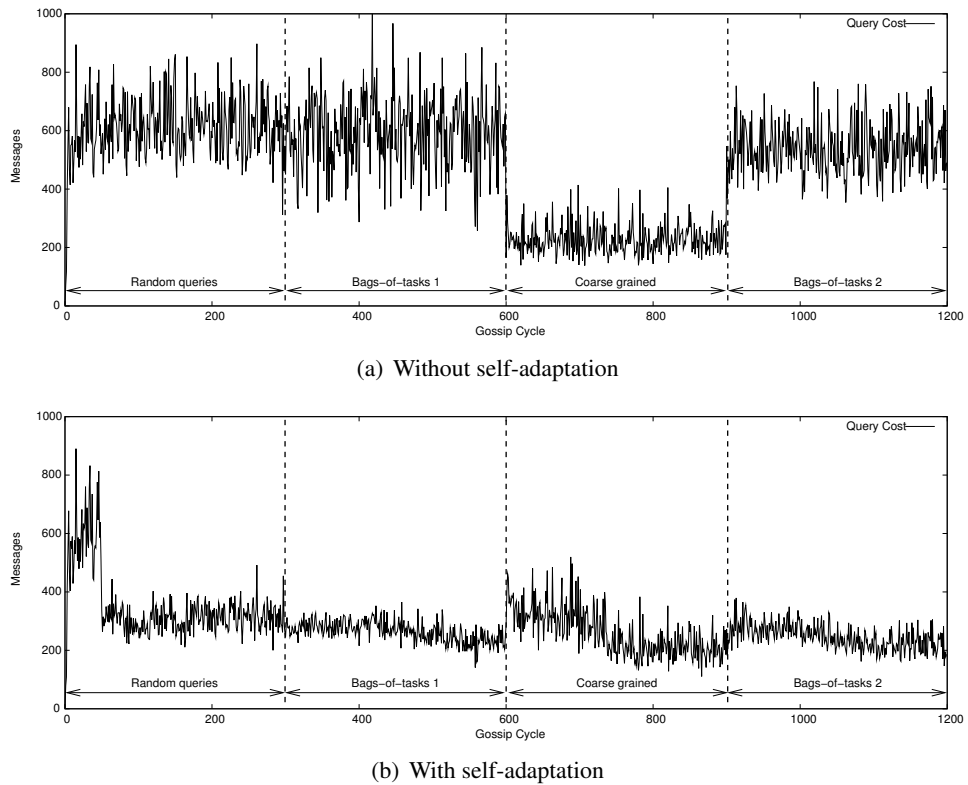 1000
Query Cost
800
600
Messages
400
200
Random queries
Bags-of-tasks 1
Coarse grained
Bags-of-tasks 2
0
0 200 400 600 800 1000 1200
Gossip Cycle
(a) Without self-adaptation
1000
Query Cost
800
600
Messages
400
200
Random queries
Bags-of-tasks 1
Coarse grained
Bags-of-tasks 2
0
0 200 400 600 800 1000 1200
Gossip Cycle
(b) With self-adaptation